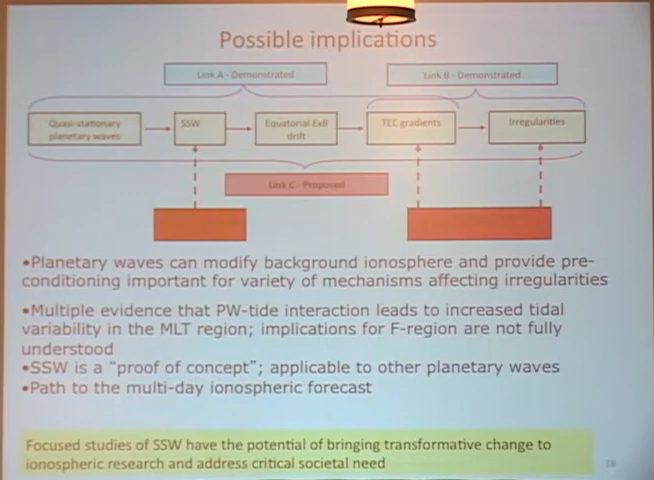 Possible implications
Link A - Demonstrated
Link B - Demonstrated
Quasi-stationary
planetary waves
SSW
Equatorial ExB
drift
TEC gradients
Irregularities
Link C - Proposed
•Planetary waves can modify background ionosphere and provide pre-
conditioning important for variety of mechanisms affecting irregularities
•Multiple evidence that PW-tide interaction leads to increased tidal
variability in the MLT region; implications for F-region are not fully
understood
•SSW is a “proof of concept”; applicable to other planetary waves
•Path to the multi-day ionospheric forecast
Focused studies of SSW have the potential of bringing transformative change to
ionospheric research and address critical societal need
38